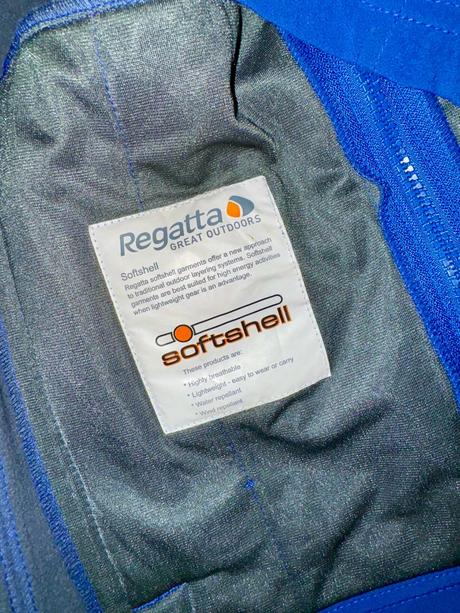 Regatta
GREAT OUTDOORS
Softshell
Regatta softshell garments offer a new approach
to traditional outdoor layering systems. Softshell
garments are best suited for high energy activities
when lightweight gear is an advantage.
softshell
These products are:
* Highly breathable
* Lightweight - easy to wear or carry
* Water repellant
* Wind repellant